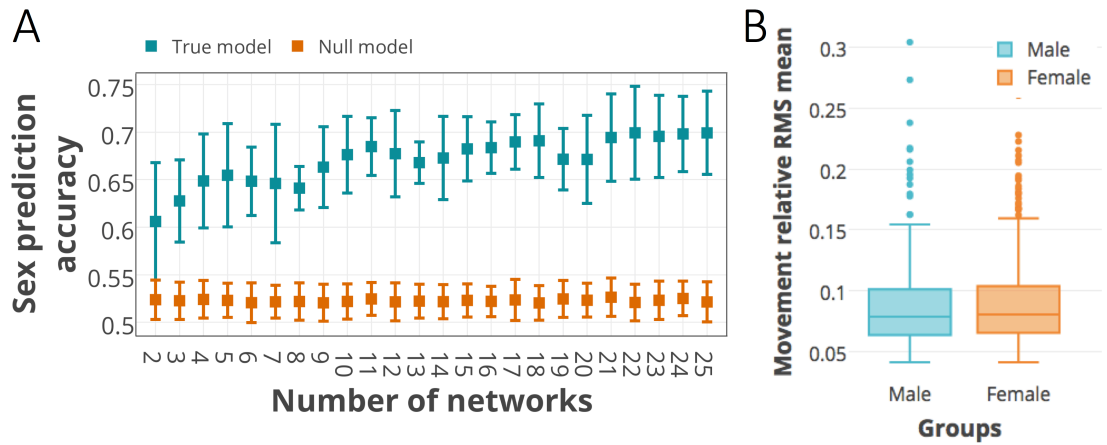 A
True model
Null model
Sex prediction
accuracy
0.75
0.7
0.65
0.6
0.55
0.5
2 3 4 5 6 7 8 9 10 11 12 13 14 15 16 17 18 19 20 21 22 23 24 25
Number of networks
B
Male
Female
Movement relative RMS mean
0.3
0.25
0.2
0.15
0.1
0.05
Male Female
Groups